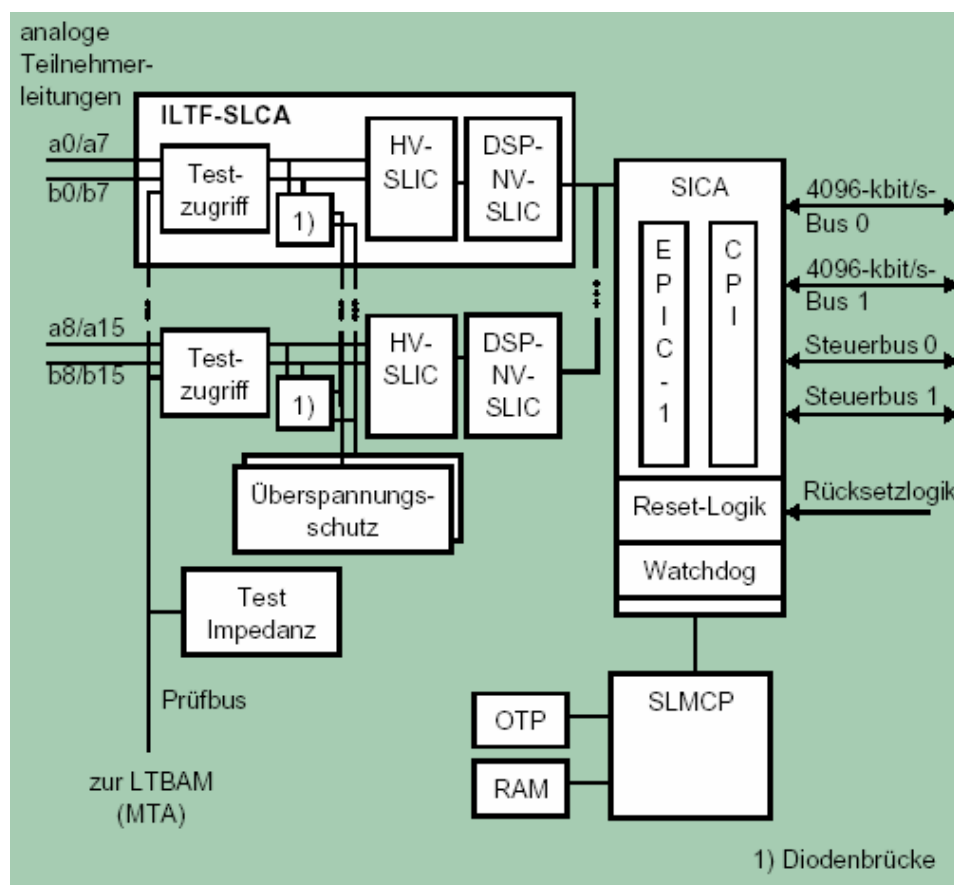 analoge
Teilnehmer-
leitungen
ILTF-SLCA
a0/a7
b0/b7
Test-
zugriff
1)
HV-
SLIC
DSP-
NV-
SLIC
SICA
E
P
I
C
-
1
C
P
I
4096-kbit/s-
Bus 0
4096-kbit/s-
Bus 1
Steuerbus 0
Steuerbus 1
a8/a15
b8/b15
Test-
zugriff
1)
HV-
SLIC
DSP-
NV-
SLIC
Überspannungs-
schutz
Reset-Logik
Rücksetzlogik
Watchdog
Test
Impedanz
Prüfbus
zur LTBAM
(MTA)
OTP
RAM
SLMCP
1) Diodenbrücke